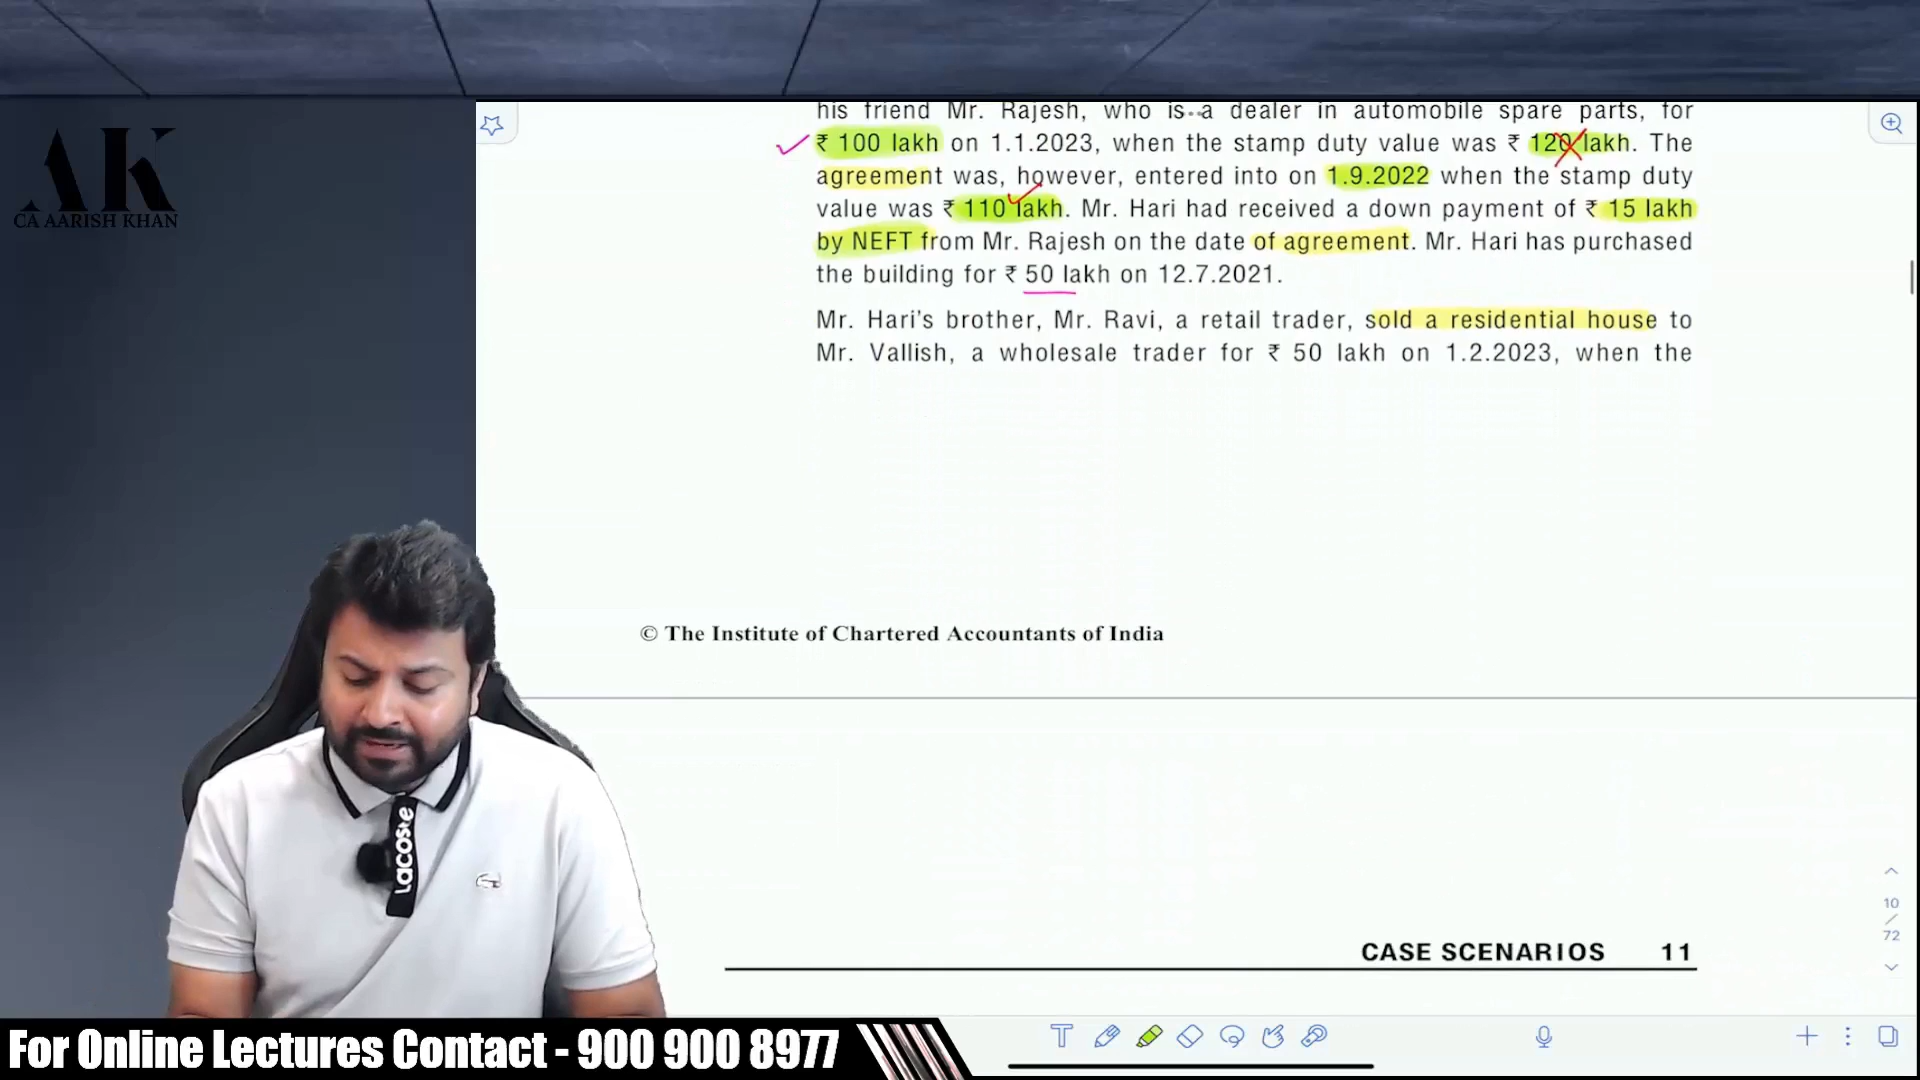 AK
CA AARISH KHAN
his friend Mr. Rajesh, who is a dealer in automobile spare parts, for
₹ 100 lakh on 1.1.2023, when the stamp duty value was ₹ 120 lakh. The
agreement was, however, entered into on 1.9.2022 when the stamp duty
value was ₹ 110 lakh. Mr. Hari had received a down payment of ₹ 15 lakh
by NEFT from Mr. Rajesh on the date of agreement. Mr. Hari has purchased
the building for ₹ 50 lakh on 12.7.2021.
Mr. Hari’s brother, Mr. Ravi, a retail trader, sold a residential house to
Mr. Vallish, a wholesale trader for ₹ 50 lakh on 1.2.2023, when the
© The Institute of Chartered Accountants of India
Lacoste
10
/
72
CASE SCENARIOS 11
T
For Online Lectures Contact - 900 900 8977